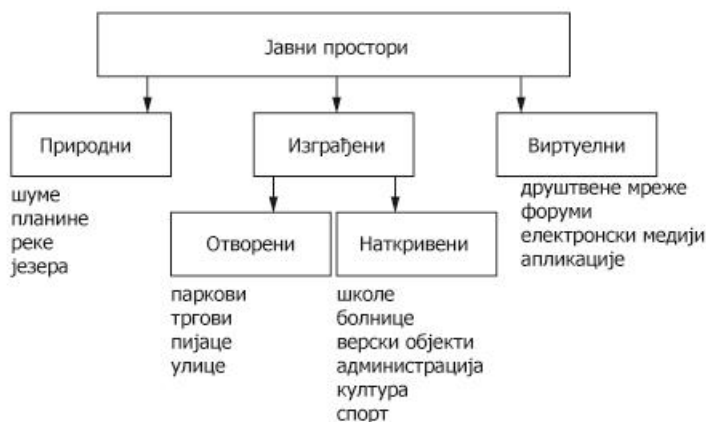 Јавни простори
Природни
шуме
планине
реке
језера
Изграђени
Отворени
паркови
тргови
пијаце
улице
Наткривени
школе
болнице
верски објекти
администрација
култура
спорт
Виртуелни
друштвене мреже
форуми
електронски медији
апликације